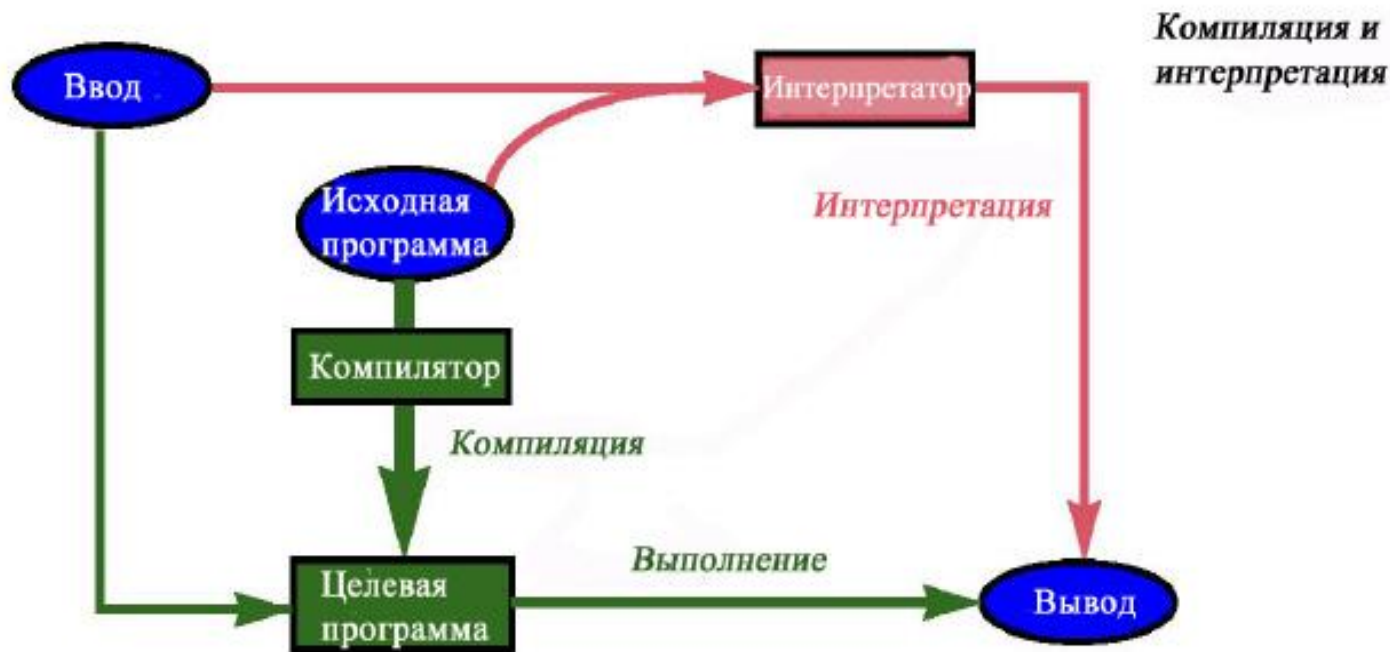 Компиляция и
интерпретация
Ввод
Интерпретатор
Исходная
программа
Интерпретация
Компилятор
Компиляция
Целевая
программа
Выполнение
Вывод